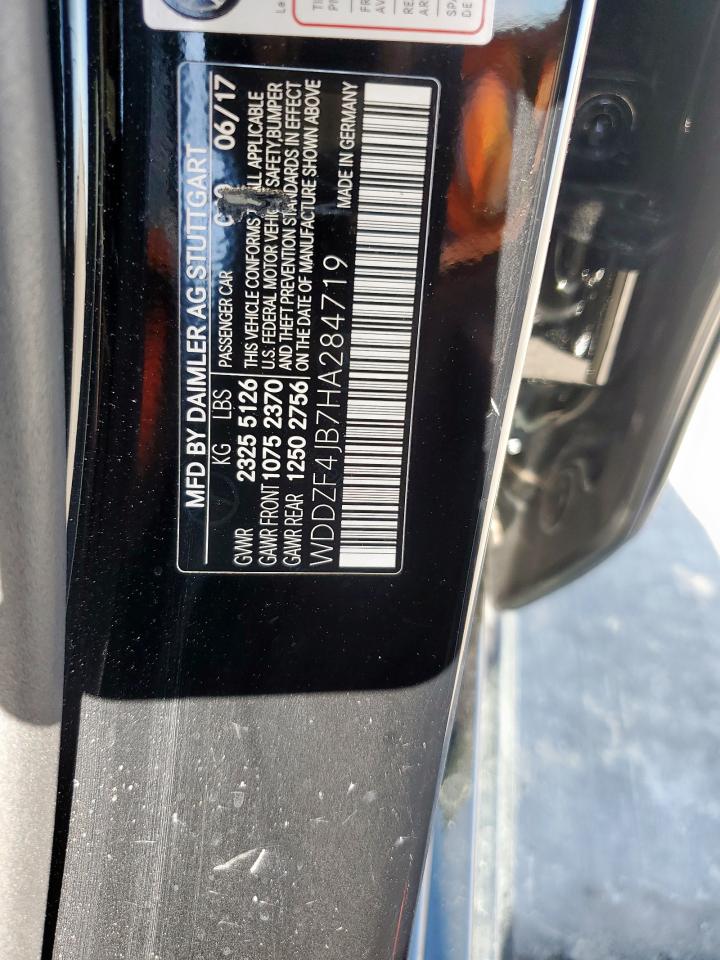 MFD BY DAIMLER AG STUTTGART
KG LBS PASSENGER CAR 06/17
GVWR 2325 5126 THIS VEHICLE CONFORMS ALL APPLICABLE
GAWR FRONT 1075 2370 U.S. FEDERAL MOTOR VEHICLE SAFETY, BUMPER
GAWR REAR 1250 2756 AND THEFT PREVENTION STANDARDS IN EFFECT
ON THE DATE OF MANUFACTURE SHOWN ABOVE
WDDZF4JB7HA284719 MADE IN GERMANY